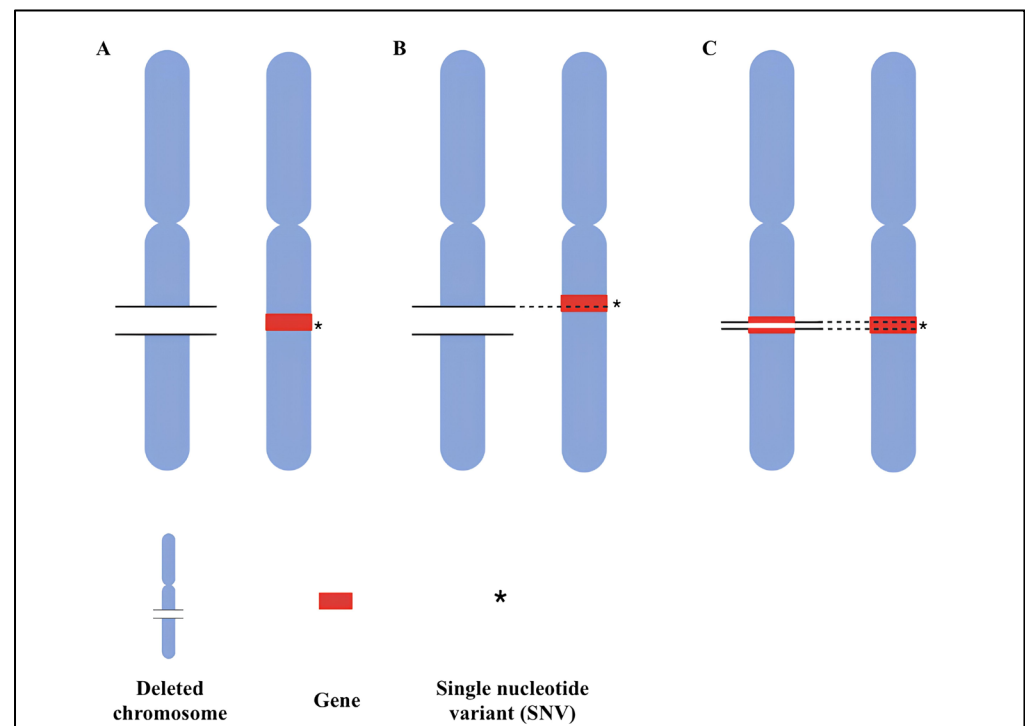 A
B
C
*
*
*
*
Deleted
chromosome
Gene
Single nucleotide
variant (SNV)